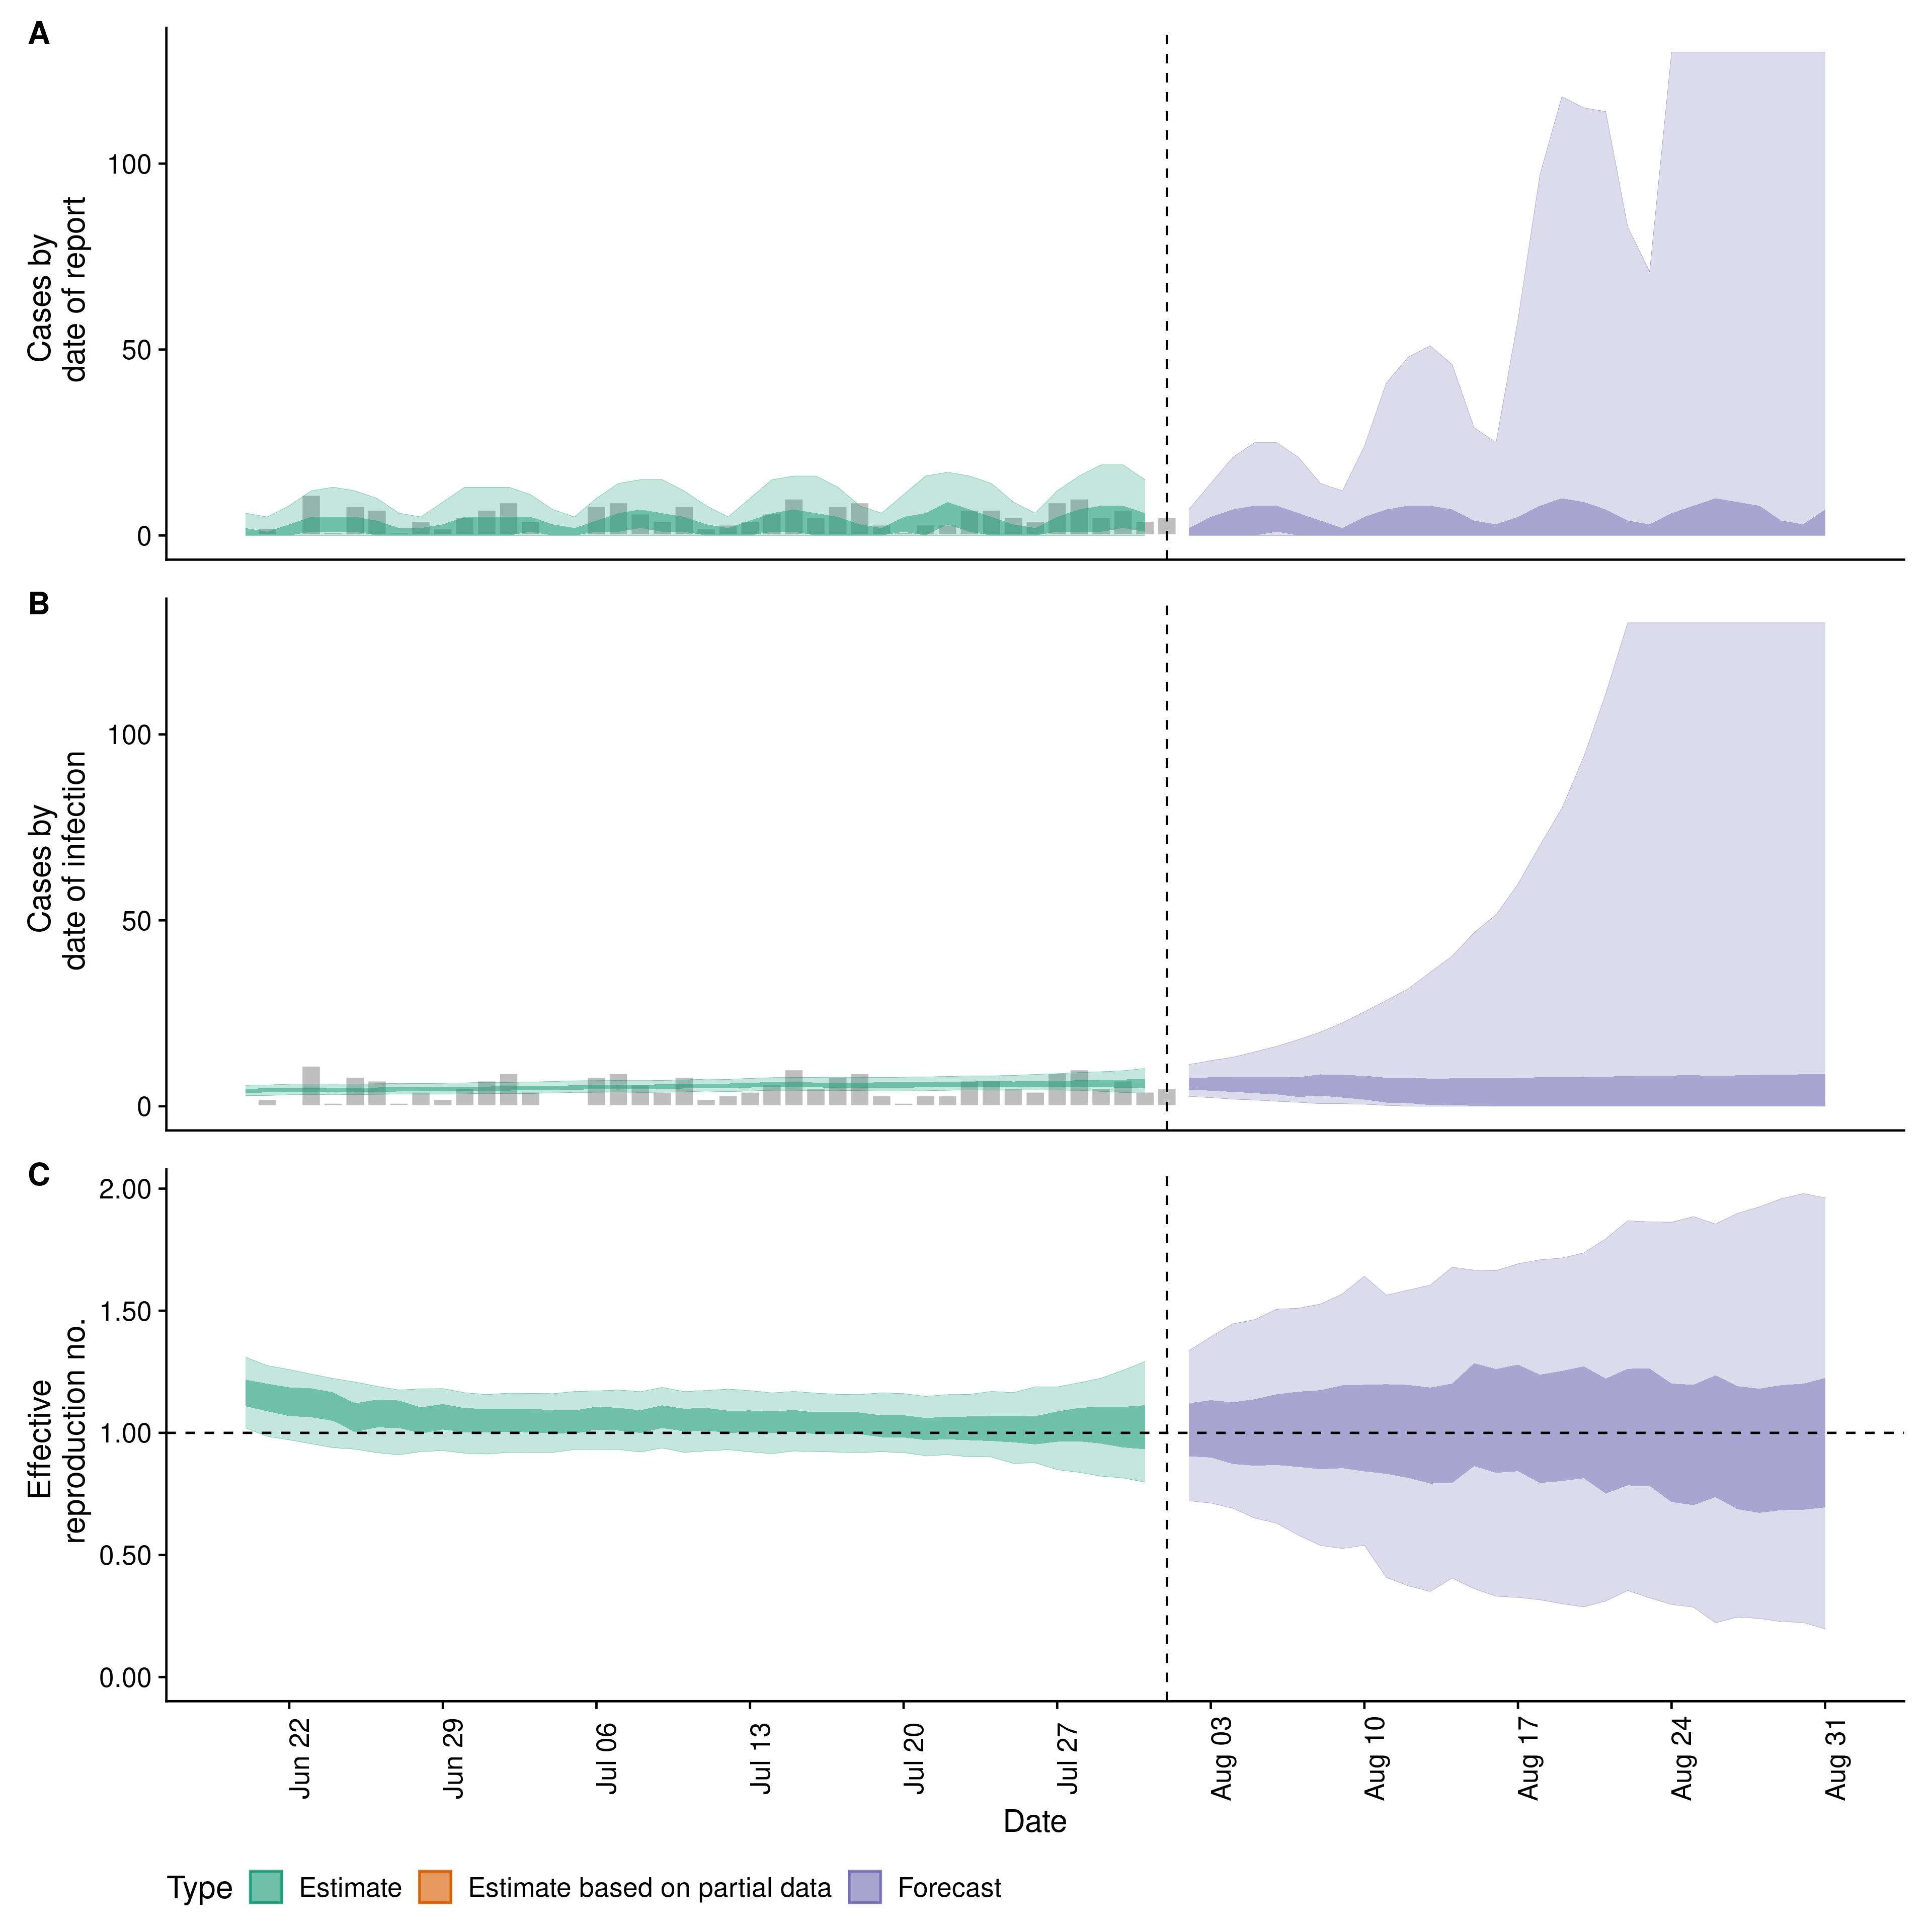 A
Cases by
date of report
100
50
0
B
Cases by
date of infection
100
50
0
C
Effective
reproduction no.
2.00
1.50
1.00
0.50
0.00
Jun 22
Jun 29
Jul 06
Jul 13
Jul 20
Jul 27
Aug 03
Aug 10
Aug 17
Aug 24
Aug 31
Date
Type Estimate Estimate based on partial data Forecast